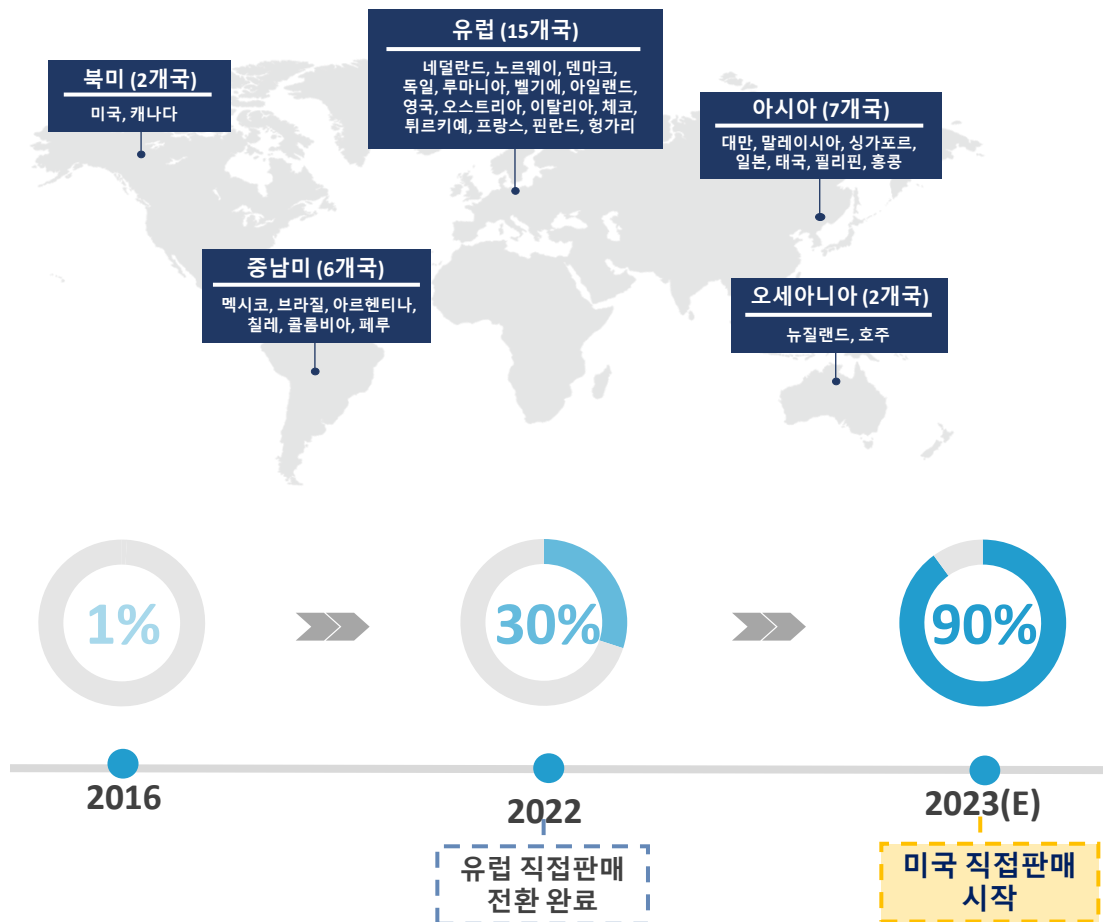 유럽 (15개국)
네덜란드, 노르웨이, 덴마크,
독일, 루마니아, 벨기에, 아일랜드,
영국, 오스트리아, 이탈리아, 체코,
튀르키예, 프랑스, 핀란드, 헝가리
북미 (2개국)
미국, 캐나다
아시아 (7개국)
대만, 말레이시아, 싱가포르,
일본, 태국, 필리핀, 홍콩
중남미 (6개국)
멕시코, 브라질, 아르헨티나,
칠레, 콜롬비아, 페루
오세아니아 (2개국)
뉴질랜드, 호주
1%
30%
90%
2016
2022
2023(E)
유럽 직접판매
전환 완료
미국 직접판매
시작